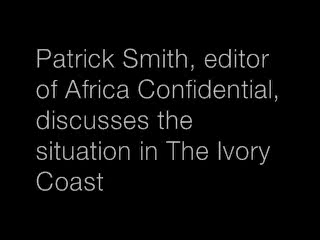 Patrick Smith, editor
of Africa Confidential,
discusses the
situation in The Ivory
Coast